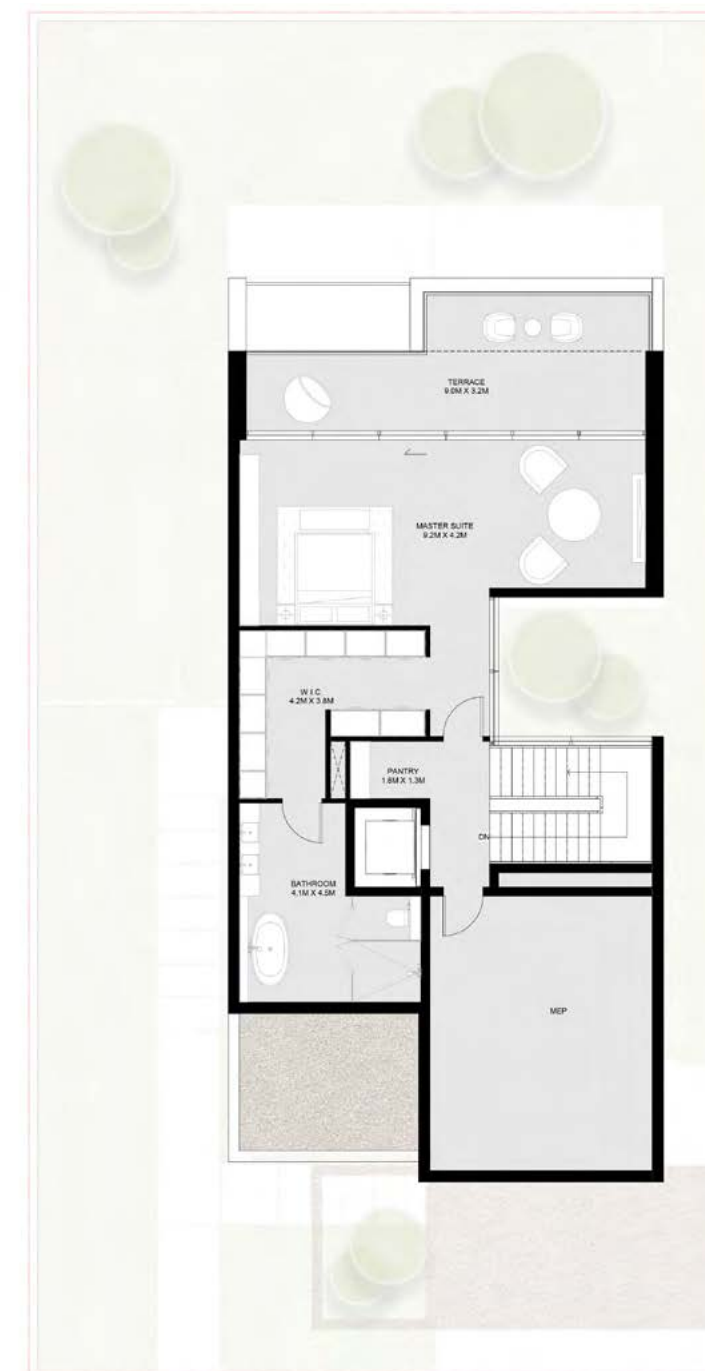 TERRACE
9.0M X 3.2M
MASTER SUITE
9.2M X 4.2M
W.I.C.
4.2M X 3.8M
PANTRY
1.8M X 1.3M
DN
BATHROOM
4.1M X 4.5M
MEP